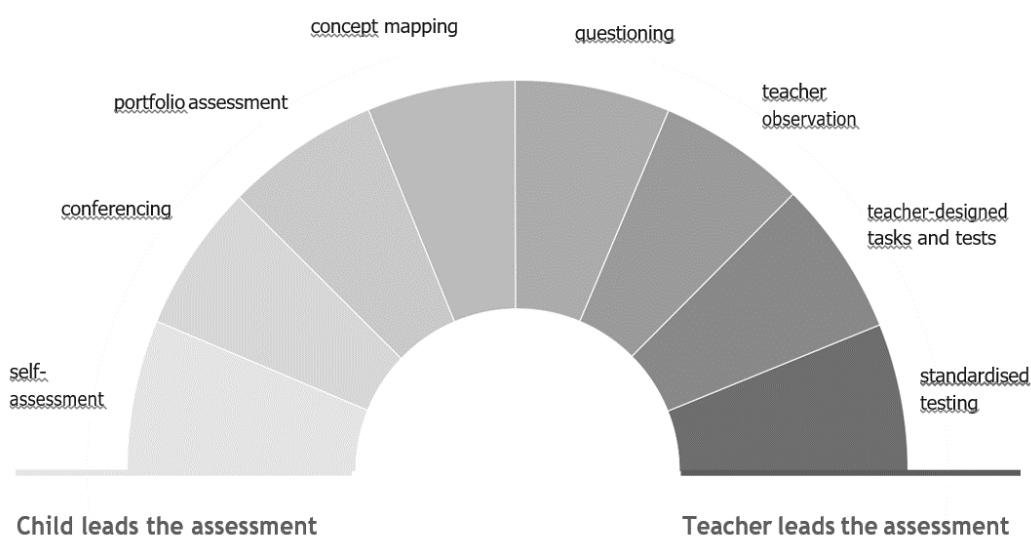 concept mapping
questioning
portfolio assessment
teacher
observation
conferencing
teacher-designed
tasks and tests
self-
assessment
standardised
testing
Child leads the assessment
Teacher leads the assessment